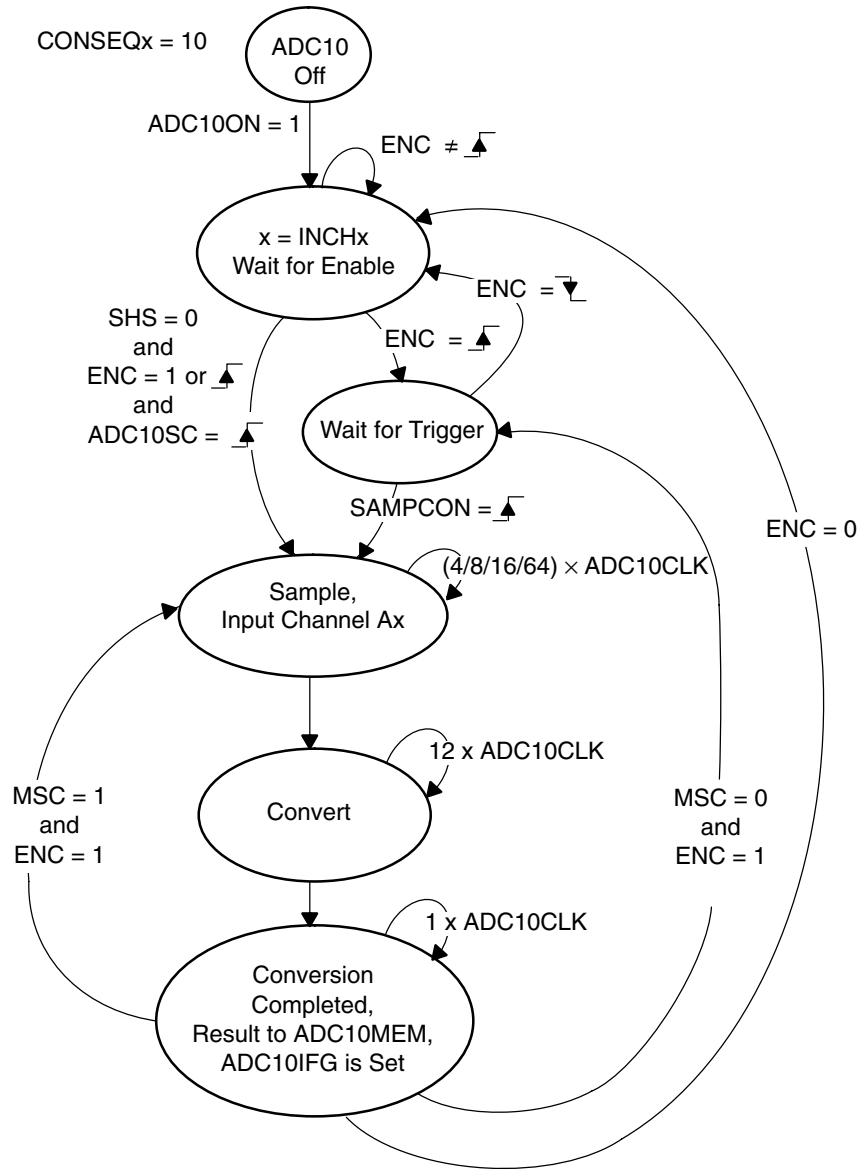 CONSEQx = 10
ADC10
Off
ADC10ON = 1
ENC ≠
x = INCHx
Wait for Enable
ENC =
SHS = 0
and
ENC = 1 or
and
ADC10SC =
ENC =
Wait for Trigger
SAMPCON =
ENC = 0
(4/8/16/64) × ADC10CLK
Sample,
Input Channel Ax
12 x ADC10CLK
Convert
MSC = 1
and
ENC = 1
MSC = 0
and
ENC = 1
1 x ADC10CLK
Conversion
Completed,
Result to ADC10MEM,
ADC10IFG is Set